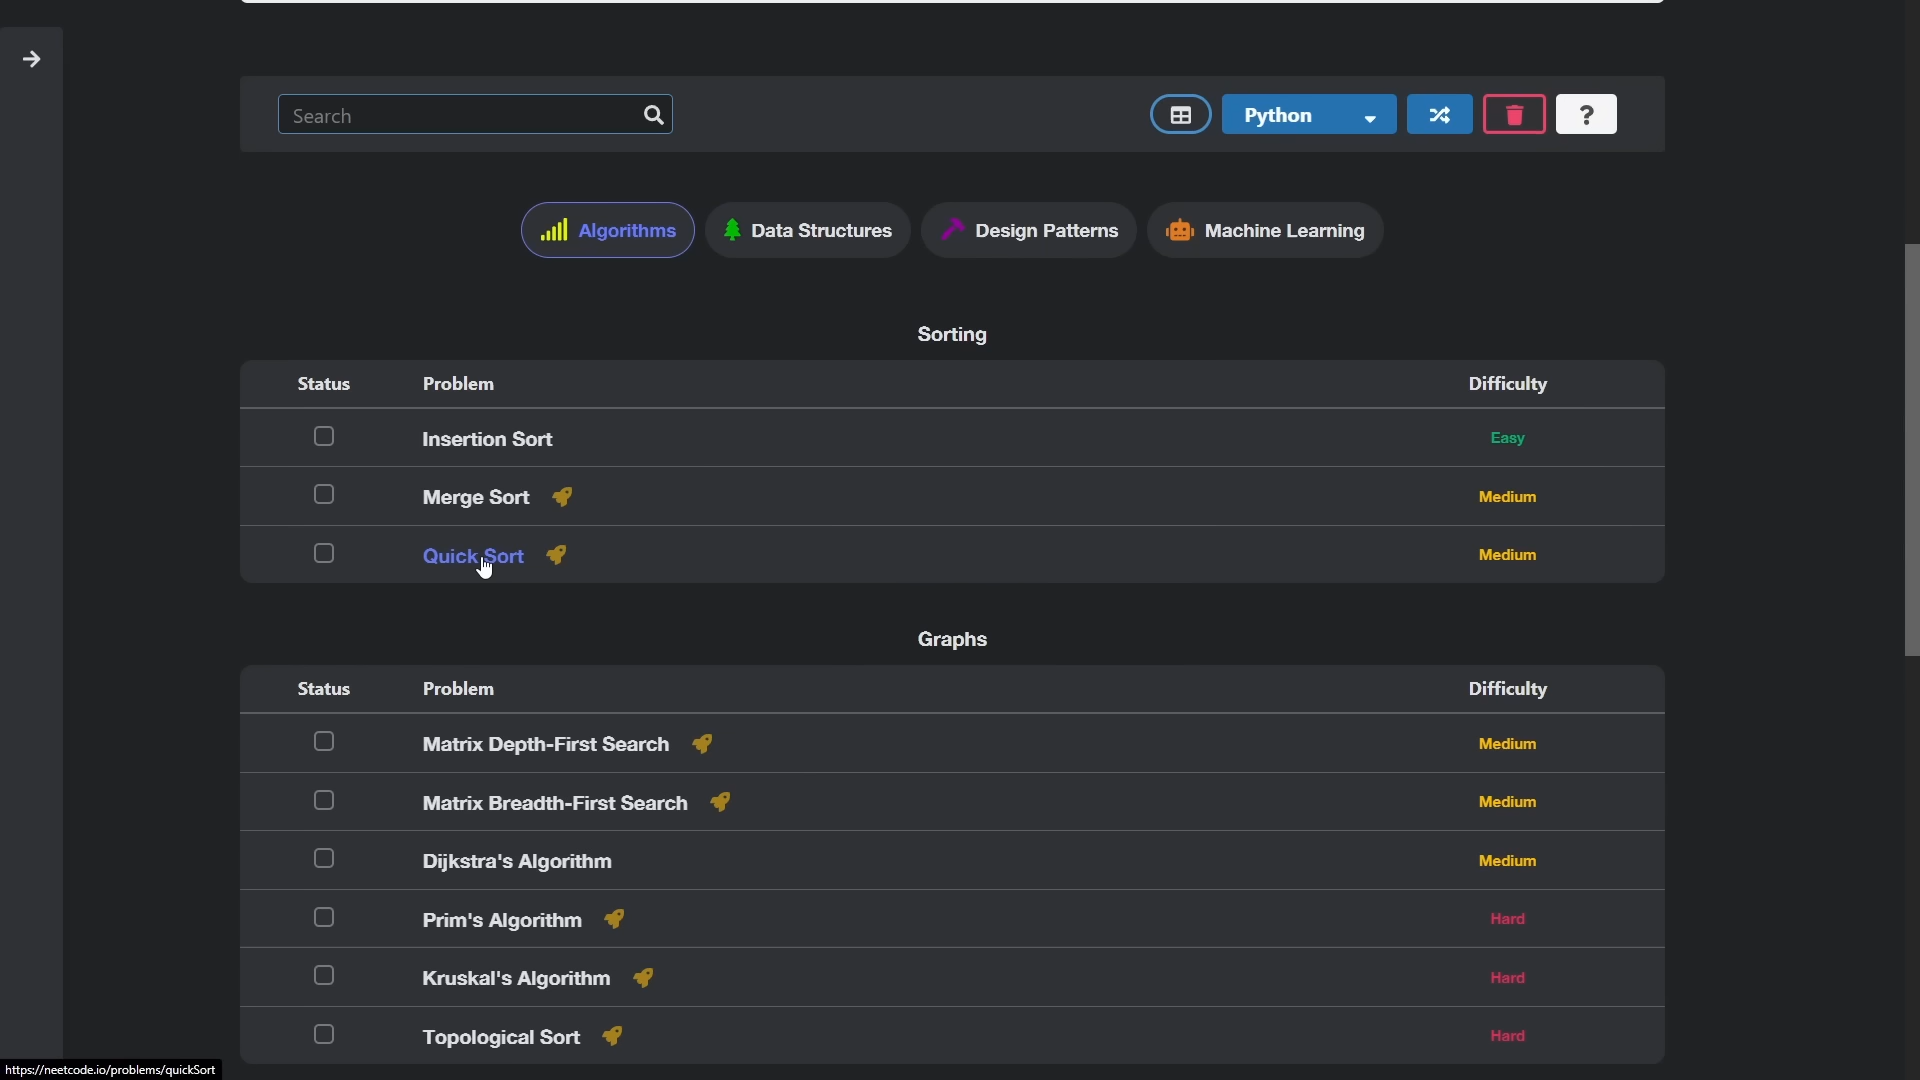 Search
Python
?
Algorithms
Data Structures
Design Patterns
Machine Learning
Sorting
Status Problem Difficulty
Insertion Sort Easy
Merge Sort Medium
Quick Sort Medium
Graphs
Status Problem Difficulty
Matrix Depth-First Search Medium
Matrix Breadth-First Search Medium
Dijkstra's Algorithm Medium
Prim's Algorithm Hard
Kruskal's Algorithm Hard
Topological Sort Hard
https://neetcode.io/problems/quickSort